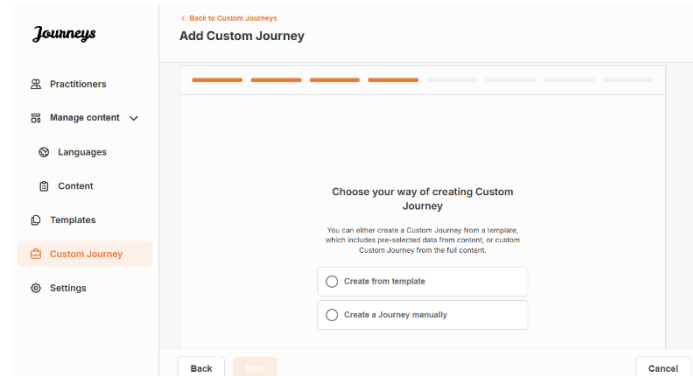 Journeys
Practitioners
Manage content
Languages
Content
Templates
Custom Journey
Settings
Back to Custom Journeys
Add Custom Journey
Choose your way of creating Custom
Journey
You can either create a Custom Journey from a template,
which includes pre-selected data from content, or custom
Custom Journey from the full content.
Create from template
Create a Journey manually
Back
Next
Cancel